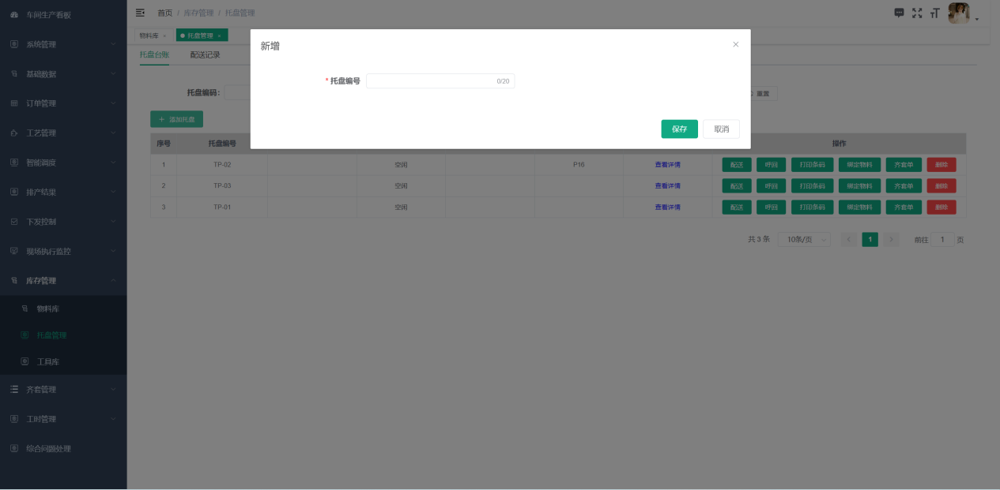 车间生产看板
系统管理
基础数据
订单管理
工艺管理
智能调度
排产结果
下发控制
现场执行监控
库存管理
物料库
托盘管理
工具库
齐套管理
工时管理
综合问题处理
首页 / 库存管理 / 托盘管理
物料库 × 托盘管理 ×
托盘台账 配送记录
托盘编码: 重置
+ 添加托盘
新增 ×
* 托盘编号 0/20
保存 取消
序号 托盘编号 操作
1 TP-02 空闲 P16 查看详情 配送 呼回 打印条码 绑定物料 齐套单 删除
2 TP-03 空闲 查看详情 配送 呼回 打印条码 绑定物料 齐套单 删除
3 TP-01 空闲 查看详情 配送 呼回 打印条码 绑定物料 齐套单 删除
共 3 条 10条/页 < 1 > 前往 1 页